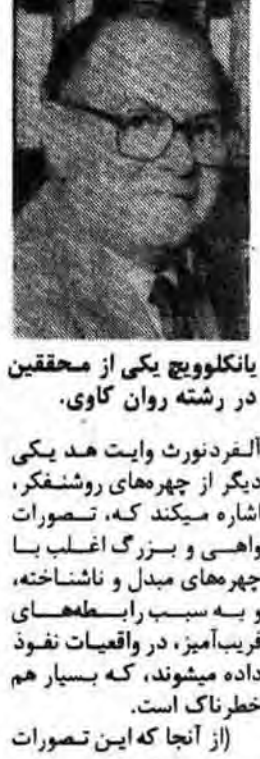 یانکلوویچ یکی از محققین
در رشته روان کاوی.
آلفردنورث وایت هد یکی
دیگر از چهره‌های روشنفکر،
اشاره میکند که، تصورات
واهی و بزرگ اغلب با
چهره‌های مبدل و ناشناخته،
و به سبب رابطه‌های
فریب‌آمیز، در واقعیات نفوذ
داده میشوند، که بسیار هم
خطرناک است.
(از آنجا که این تصورات